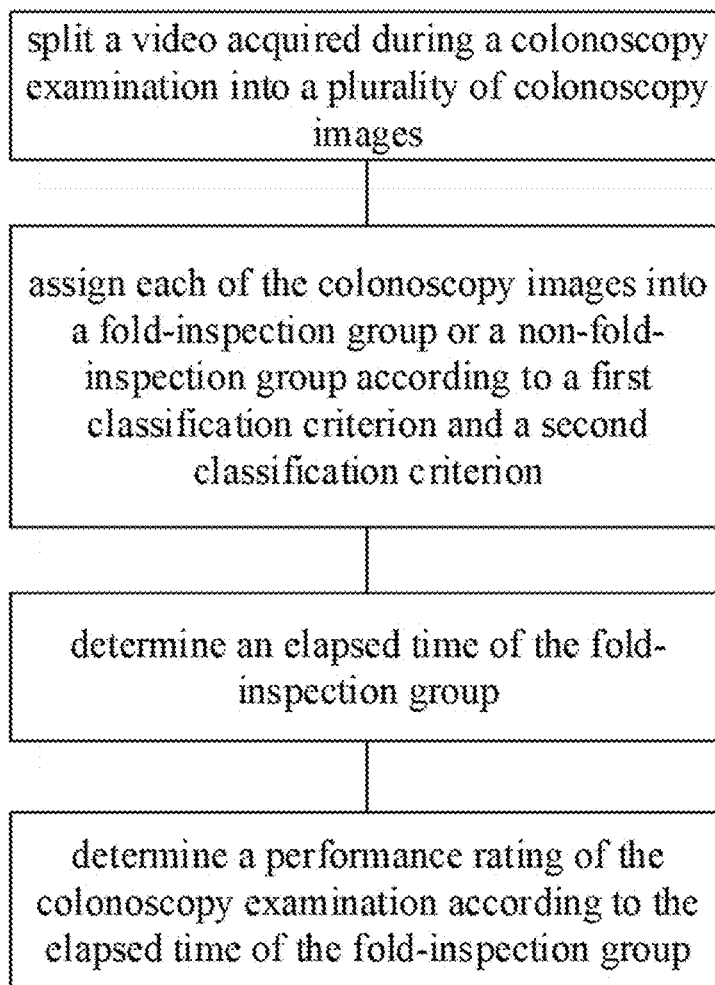 split a video acquired during a colonoscopy
examination into a plurality of colonoscopy
images
assign each of the colonoscopy images into
a fold-inspection group or a non-fold-
inspection group according to a first
classification criterion and a second
classification criterion
determine an elapsed time of the fold-
inspection group
determine a performance rating of the
colonoscopy examination according to the
elapsed time of the fold-inspection group